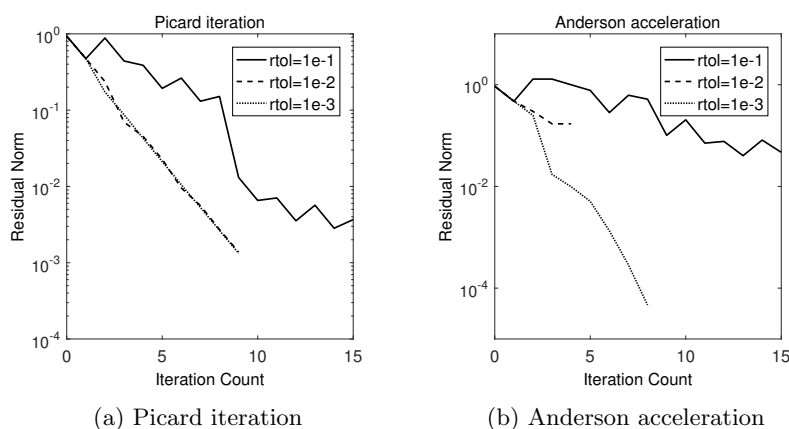 Picard iteration
10^0
10^-1
10^-2
10^-3
10^-4
Residual Norm
rtol=1e-1
rtol=1e-2
rtol=1e-3
0 5 10 15
Iteration Count
(a) Picard iteration
Anderson acceleration
10^0
10^-2
10^-4
Residual Norm
rtol=1e-1
rtol=1e-2
rtol=1e-3
0 5 10 15
Iteration Count
(b) Anderson acceleration